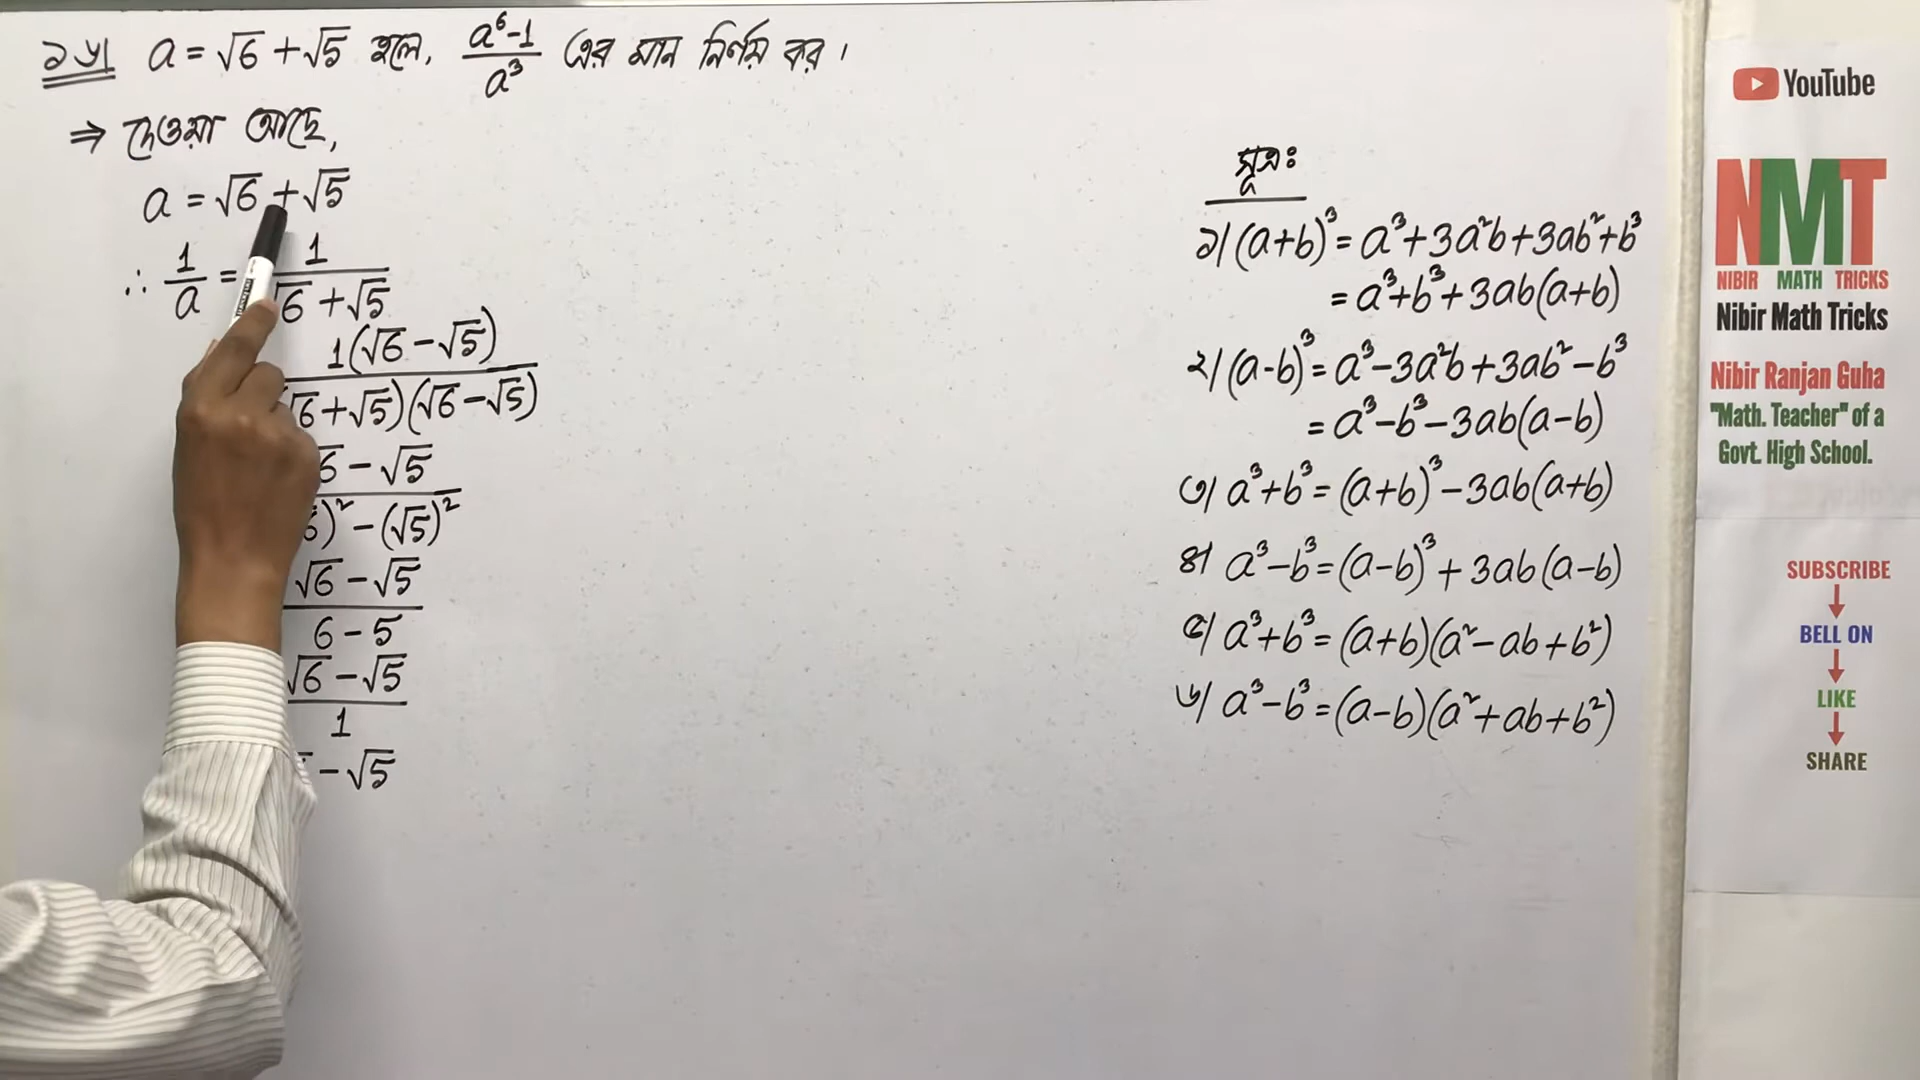 ১৬| a = √6 + √5 হলে, (a⁶-1)/a³ এর মান নির্ণয় কর।
⇒ দেওয়া আছে,
a = √6 + √5
∴ 1/a = 1/(√6 + √5)
1(√6 - √5)/(√6 + √5)(√6 - √5)
6 - √5
6)² - (√5)²
√6 - √5
6 - 5
√6 - √5
1
- √5
সূত্রঃ
১| (a+b)³ = a³ + 3a²b + 3ab² + b³
= a³ + b³ + 3ab(a+b)
২| (a-b)³ = a³ - 3a²b + 3ab² - b³
= a³ - b³ - 3ab(a-b)
৩| a³ + b³ = (a+b)³ - 3ab(a+b)
৪| a³ - b³ = (a-b)³ + 3ab(a-b)
৫| a³ + b³ = (a+b)(a² - ab + b²)
৬| a³ - b³ = (a-b)(a² + ab + b²)
YouTube
NMT
NIBIR MATH TRICKS
Nibir Math Tricks
Nibir Ranjan Guha
"Math. Teacher" of a
Govt. High School.
SUBSCRIBE
BELL ON
LIKE
SHARE